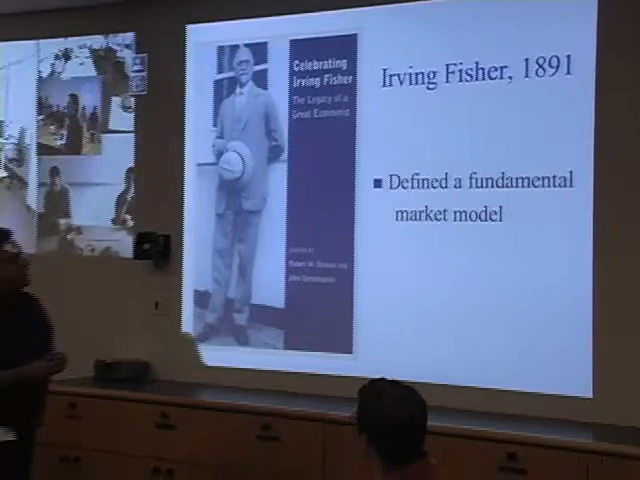 Celebrating
Irving Fisher
The Legacy of a
Great Economist
Irving Fisher, 1891
■ Defined a fundamental
market model